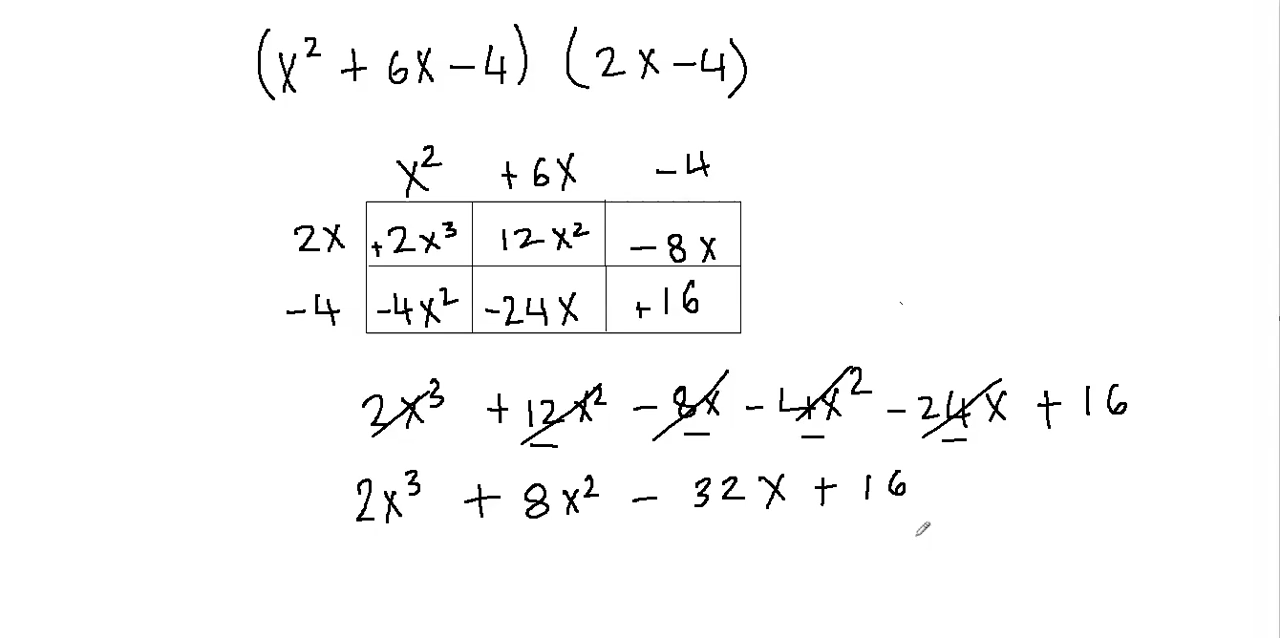 (x² + 6x - 4) (2x - 4)
x² + 6x - 4
2x +2x³ 12x² - 8x
-4 -4x² -24x +16
2x³ + 12x² - 8x - 4x² - 24x + 16
2x³ + 8x² - 32x + 16